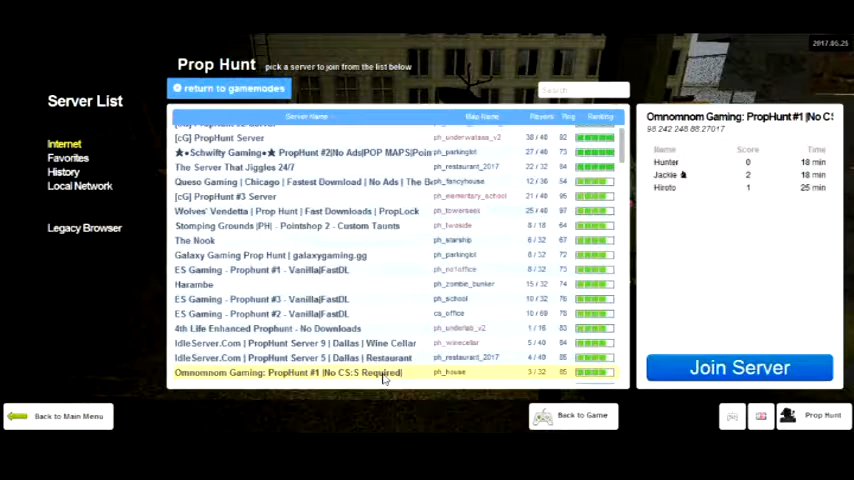 2017.05.25
Prop Hunt pick a server to join from the list below
return to gamemodes
Search
Server List
Internet
Favorites
History
Local Network
Legacy Browser
Server Name Map Name Players Ping Ranking
[cG] PropHunt Server ph_underwataaa_v2 38 / 40 92
★●Schwifty Gaming●★ PropHunt #2|No Ads|POP MAPS|Poin ph_parkinglot 27 / 40 73
The Server That Jiggles 24/7 ph_restaurant_2017 22 / 32 84
Queso Gaming | Chicago | Fastest Download | No Ads | The Be ph_fancyhouse 12 / 36 54
[cG] PropHunt #3 Server ph_elementary_school 21 / 40 95
Wolves' Vendetta | Prop Hunt | Fast Downloads | PropLock ph_towerseas 25 / 40 97
Stomping Grounds |PH| - Pointshop 2 - Custom Taunts 8 / 18 64
The Nook ph_starship 6 / 32 67
Galaxy Gaming Prop Hunt | galaxygaming.gg ph_parkinglot 8 / 32 72
ES Gaming - Prophunt #1 - Vanilla|FastDL ph_no1office 8 / 32 73
Harambe ph_zombie_bunker 15 / 32 74
ES Gaming - PropHunt #3 - Vanilla|FastDL ph_school 10 / 32 76
ES Gaming - PropHunt #2 - Vanilla|FastDL cs_office 10 / 69 75
4th Life Enhanced Prophunt - No Downloads ph_underlab_v2 1 / 16 83
IdleServer.Com | PropHunt Server 9 | Dallas | Wine Cellar ph_winecellar 5 / 40 84
IdleServer.Com | PropHunt Server 5 | Dallas | Restaurant ph_restaurant_2017 4 / 40 85
Omnomnom Gaming: PropHunt #1 |No CS:S Required| ph_house 3 / 32 85
Omnomnom Gaming: PropHunt #1 |No C:
Name Score Time
Hunter 0 18 min
Jackie 2 18 min
Hiroto 1 25 min
Join Server
Back to Main Menu
Back to Game
Prop Hunt